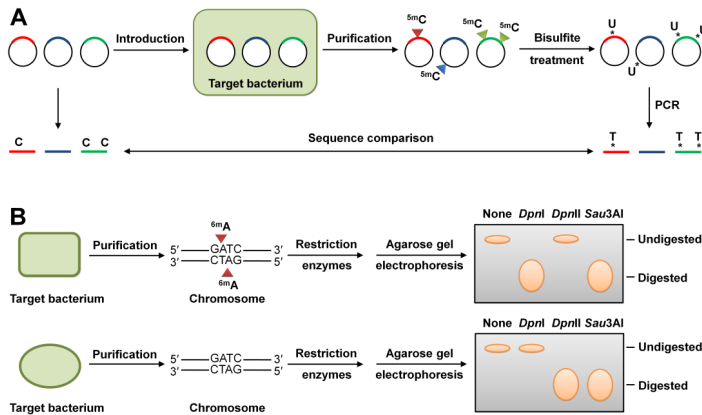 A
Introduction
Target bacterium
Purification
5mC
5mC
5mC
5mC
Bisulfite
treatment
U
*
U
*
U
*
U
*
PCR
C
C C
Sequence comparison
T
*
T T
* *
B
Target bacterium
Purification
6mA
5′ GATC 3′
3′ CTAG 5′
6mA
Chromosome
Restriction
enzymes
Agarose gel
electrophoresis
None DpnI DpnII Sau3AI
Undigested
Digested
Target bacterium
Purification
5′ GATC 3′
3′ CTAG 5′
Chromosome
Restriction
enzymes
Agarose gel
electrophoresis
None DpnI DpnII Sau3AI
Undigested
Digested